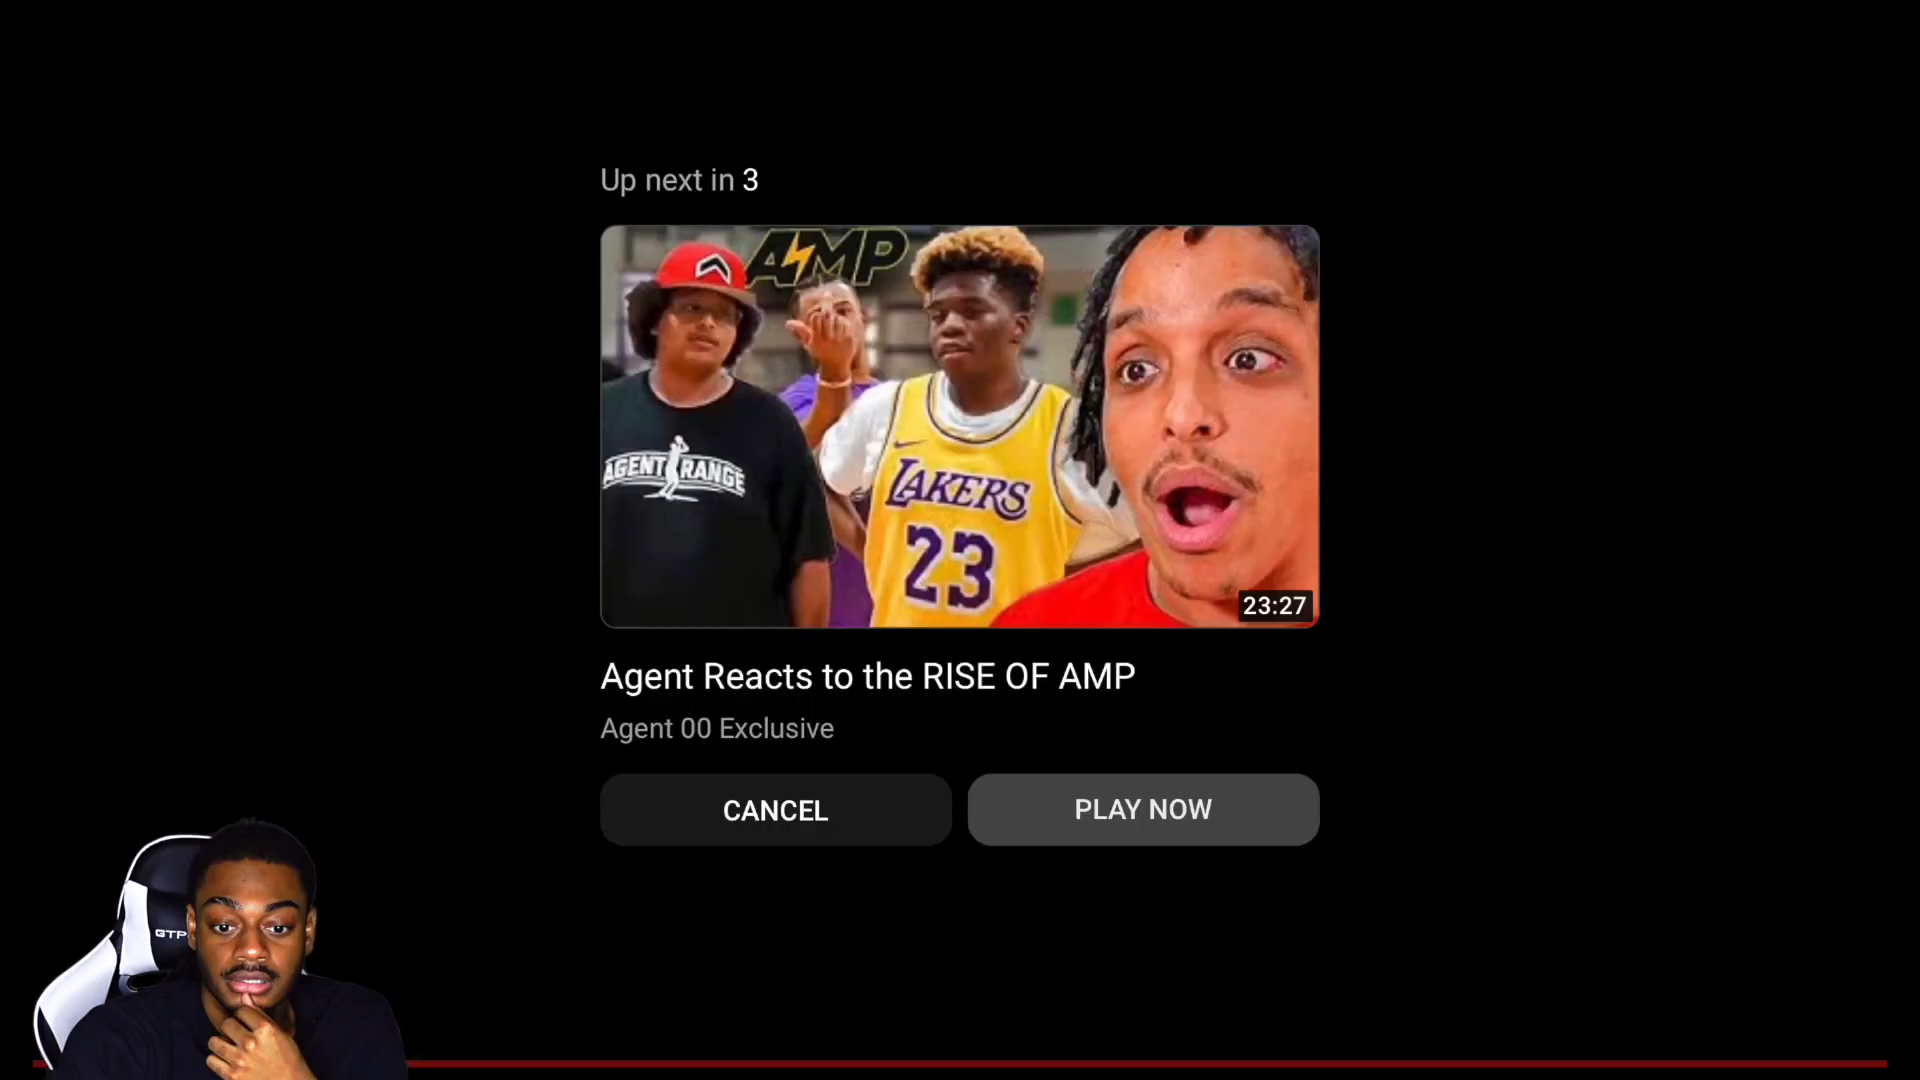 Up next in 3
AMP
AGENT RANGE
LAKERS
23
23:27
Agent Reacts to the RISE OF AMP
Agent 00 Exclusive
CANCEL
PLAY NOW
GTP